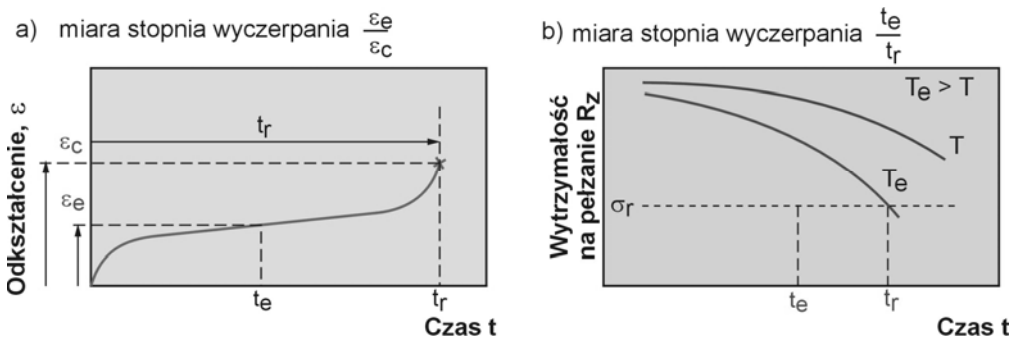 a) miara stopnia wyczerpania εe/εc
Odkształcenie, ε
εc
εe
tr
te
tr
Czas t
b) miara stopnia wyczerpania te/tr
Wytrzymałość
na pełzanie Rz
Te > T
T
Te
σr
te
tr
Czas t